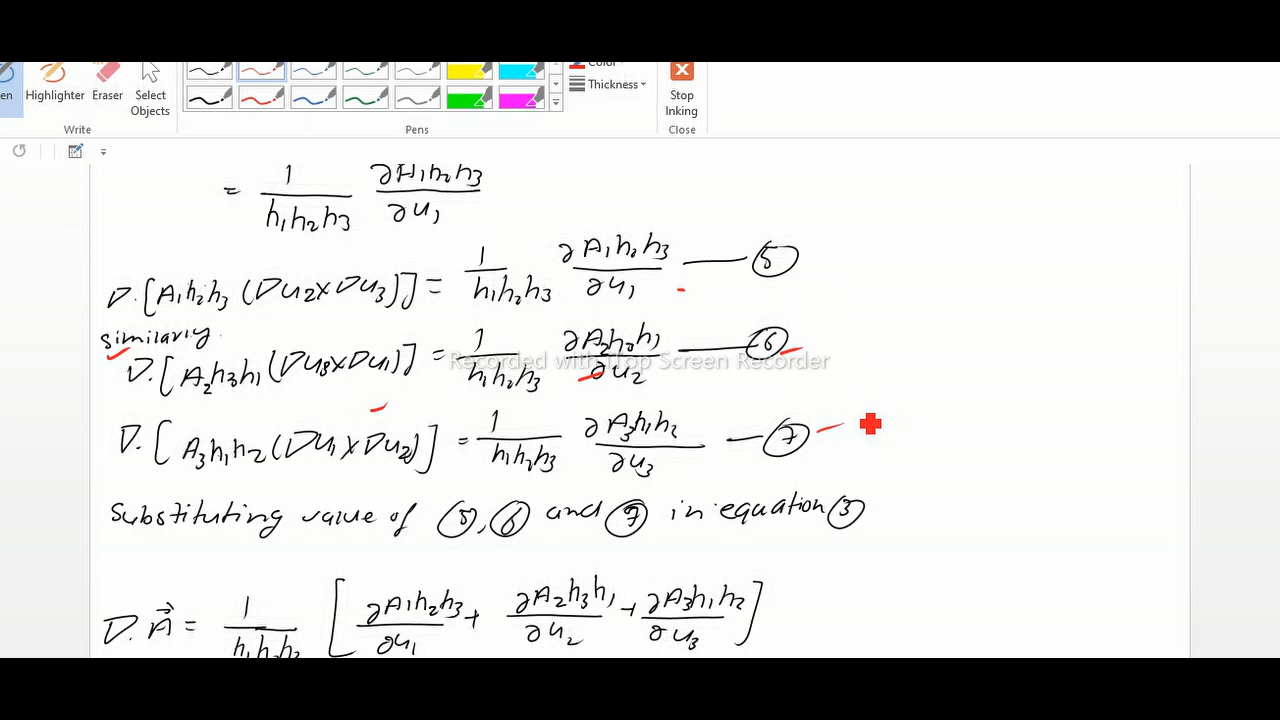 en Highlighter Eraser Select Objects
Color Thickness
Stop Inking
Write Pens Close
= 1/(h₁h₂h₃) ∂A₁h₂h₃/∂u₁
∇.[A₁h₂h₃ (∇u₂×∇u₃)] = 1/(h₁h₂h₃) ∂A₁h₂h₃/∂u₁ —— ⑤
similarly
∇.[A₂h₃h₁(∇u₃×∇u₁)] = 1/(h₁h₂h₃) ∂A₂h₃h₁/∂u₂ —— ⑥
Recorded with iTop Screen Recorder
∇.[A₃h₁h₂(∇u₁×∇u₂)] = 1/(h₁h₂h₃) ∂A₃h₁h₂/∂u₃ — ⑦
Substituting value of ⑤,⑥ and ⑦ in equation ③
∇.A⃗ = 1/(h₁h₂h₃) [∂A₁h₂h₃/∂u₁ + ∂A₂h₃h₁/∂u₂ + ∂A₃h₁h₂/∂u₃]